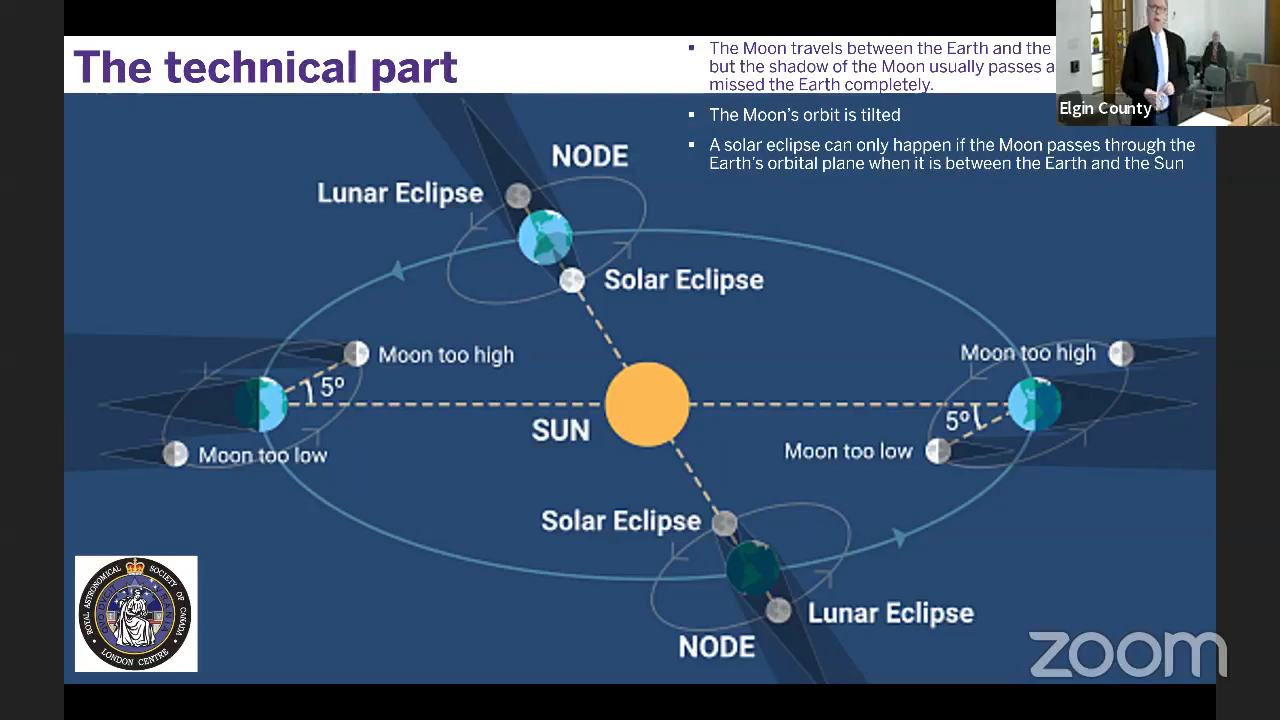 The technical part
▪ The Moon travels between the Earth and the
but the shadow of the Moon usually passes a
missed the Earth completely.
▪ The Moon's orbit is tilted
▪ A solar eclipse can only happen if the Moon passes through the
Earth's orbital plane when it is between the Earth and the Sun
Elgin County
NODE
Lunar Eclipse
Solar Eclipse
Moon too high
5º
Moon too low
SUN
Moon too high
5º
Moon too low
Solar Eclipse
Lunar Eclipse
NODE
ROYAL ASTRONOMICAL SOCIETY OF CANADA
LONDON CENTRE
zoom